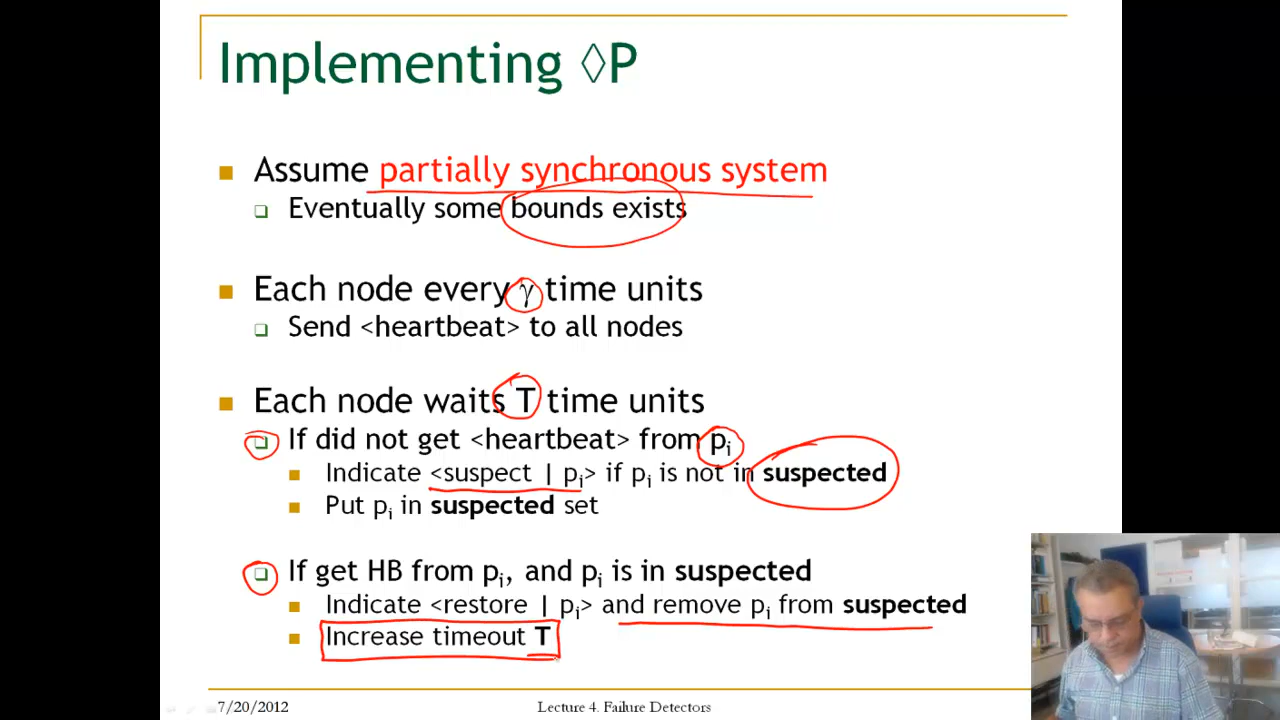 Implementing ◊P
Assume partially synchronous system
Eventually some bounds exists
Each node every γ time units
Send <heartbeat> to all nodes
Each node waits T time units
If did not get <heartbeat> from pi
Indicate <suspect | pi> if pi is not in suspected
Put pi in suspected set
If get HB from pi, and pi is in suspected
Indicate <restore | pi> and remove pi from suspected
Increase timeout T
7/20/2012
Lecture 4. Failure Detectors